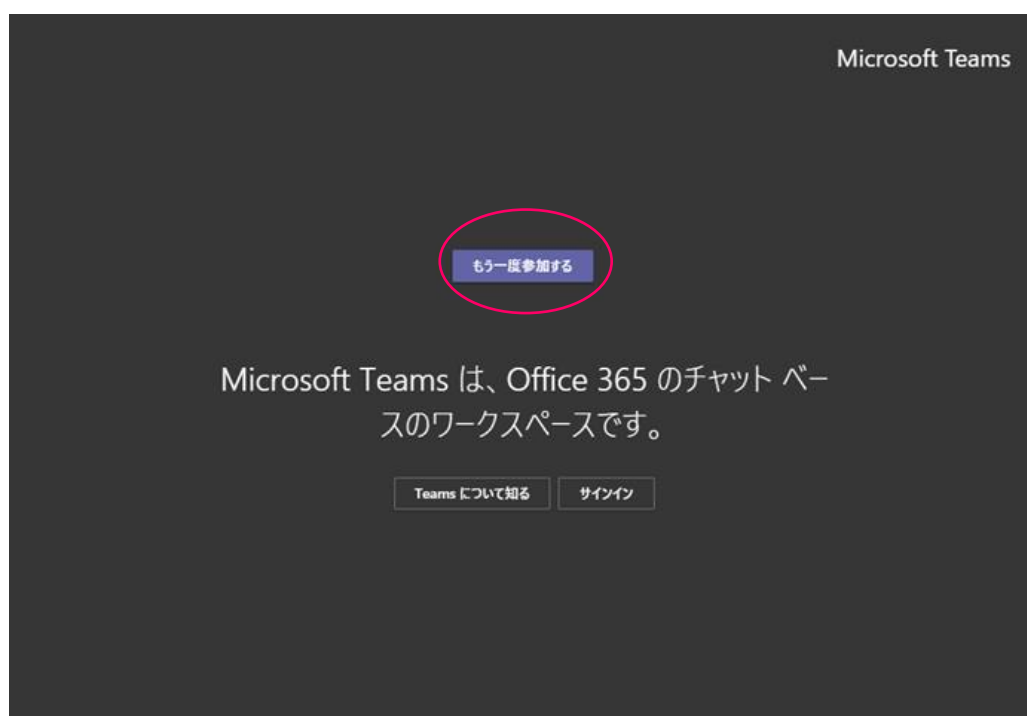 Microsoft Teams
もう一度参加する
Microsoft Teams は、Office 365 のチャット ベー
スのワークスペースです。
Teams について知る
サインイン